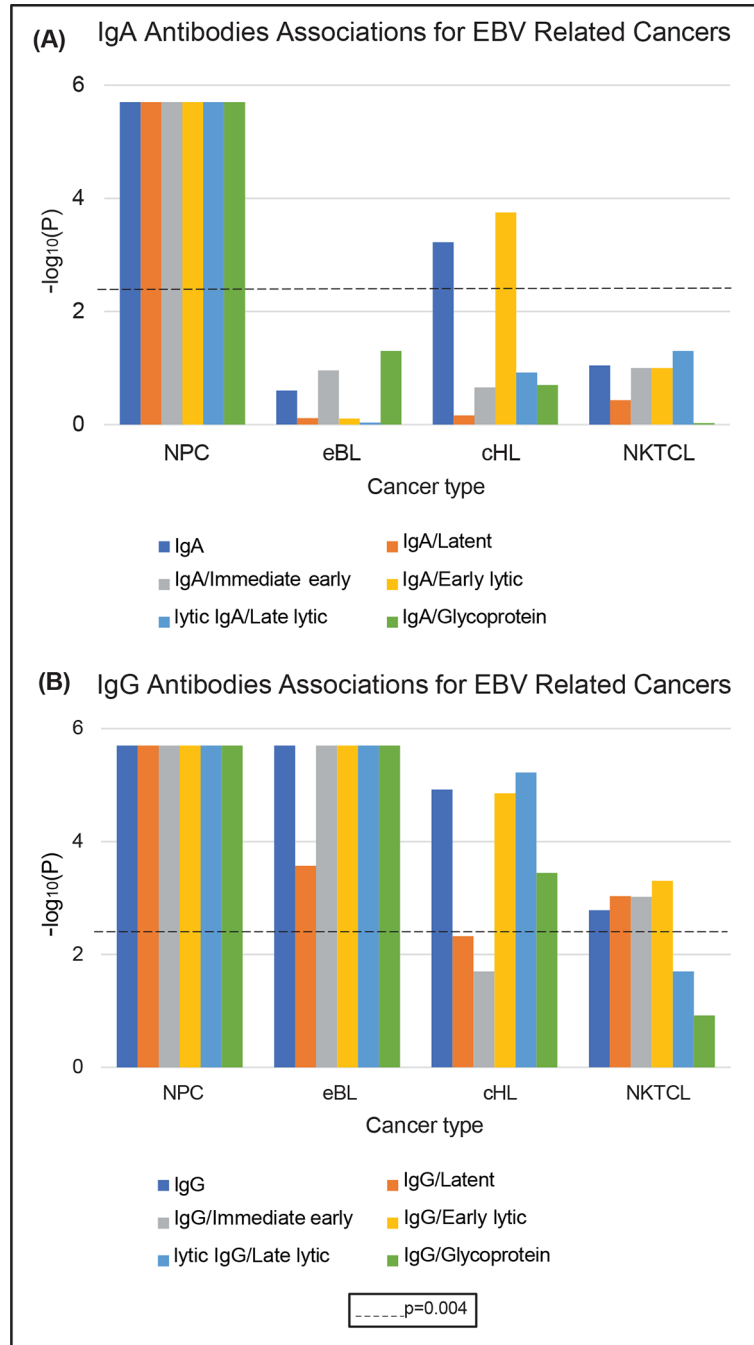 (A) IgA Antibodies Associations for EBV Related Cancers
6
4
2
0
-log10(P)
NPC eBL cHL NKTCL
Cancer type
IgA IgA/Latent
IgA/Immediate early IgA/Early lytic
lytic IgA/Late lytic IgA/Glycoprotein
(B) IgG Antibodies Associations for EBV Related Cancers
6
4
2
0
-log10(P)
NPC eBL cHL NKTCL
Cancer type
IgG IgG/Latent
IgG/Immediate early IgG/Early lytic
lytic IgG/Late lytic IgG/Glycoprotein
p=0.004